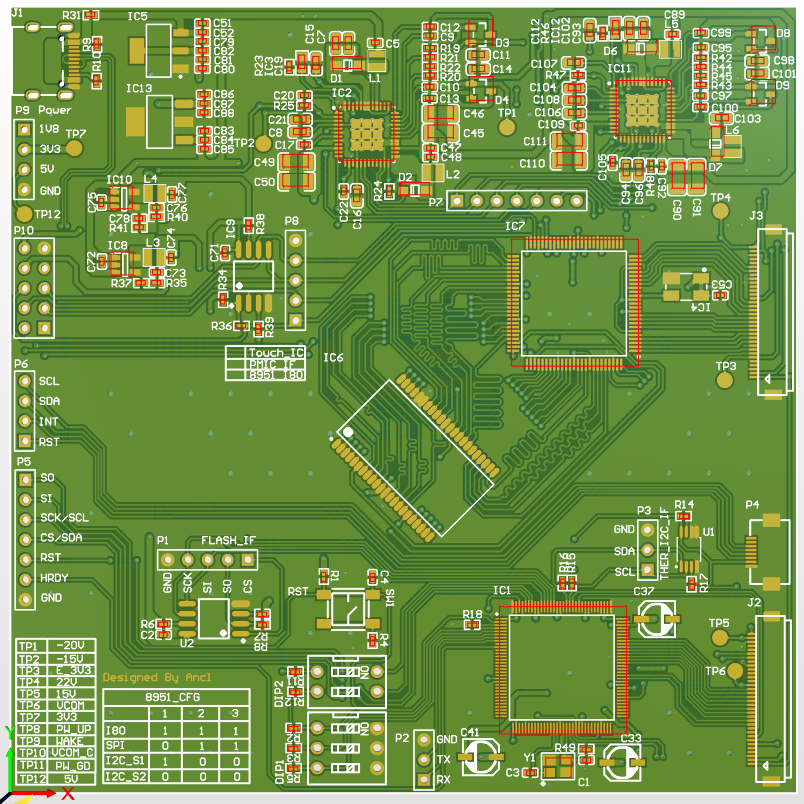 J1
R31
R9
R10
P9 Power
1V8
3V3
5V
GND
TP7
TP12
IC5
C51
C52
C79
C82
C81
C80
IC13
C86
C87
C88
C83
C84
C85
TP2
C15
C7
C5
R23
C19
D1
L1
IC2
C20
R25
C21
C8
C17
C49
C50
C22
C16
R24
D2
L2
P7
C12
C9
R19
R21
R22
R20
C10
C13
D3
C11
C14
D4
C46
C45
C47
C48
TP1
C112
R46
IC12
C102
C93
D6
C89
L5
C107
R47
C104
C108
C106
C109
C111
C110
IC11
C99
C95
R42
R44
R45
R43
C97
C100
C103
D8
C98
C101
D9
L6
C105
C94
C96
R48
C92
C90
C91
D7
TP4
IC10
L4
C75
C77
C76
R40
C78
R41
IC8
L3
C74
C72
C73
R35
R37
P10
IC9
R38
C71
R34
R36
R39
P8
IC7
J3
C53
IC4
TP3
Touch_IC
PMIC_IF
8951_I80
IC6
P6
SCL
SDA
INT
RST
P5
SO
SI
SCK/SCL
CS/SDA
RST
HRDY
GND
P1
FLASH_IF
GND
SCK
SI
SO
CS
R6
C2
U2
R7
R8
RST
R1
C4
SM1
R4
R18
IC1
R16
R15
P3
GND
SDA
SCL
THER_I2C_IF
R14
U1
R17
P4
C37
J2
TP5
TP6
TP1 -20V
TP2 -15V
TP3 E_3V3
TP4 22V
TP5 15V
TP6 VCOM
TP7 3V3
TP8 PW_UP
TP9 WAKE
TP10 VCOM_C
TP11 PW_GD
TP12 5V
Designed By Ancl
8951_CFG
1 2 3
I80 1 1 1
SPI 0 1 1
I2C_S1 1 0 0
I2C_S2 0 0 0
DIP2
R11
R12
ON
DIP1
R2
R3
R5
ON
P2
GND
TX
RX
C41
C3
Y1
R49
C1
C33
Y
X